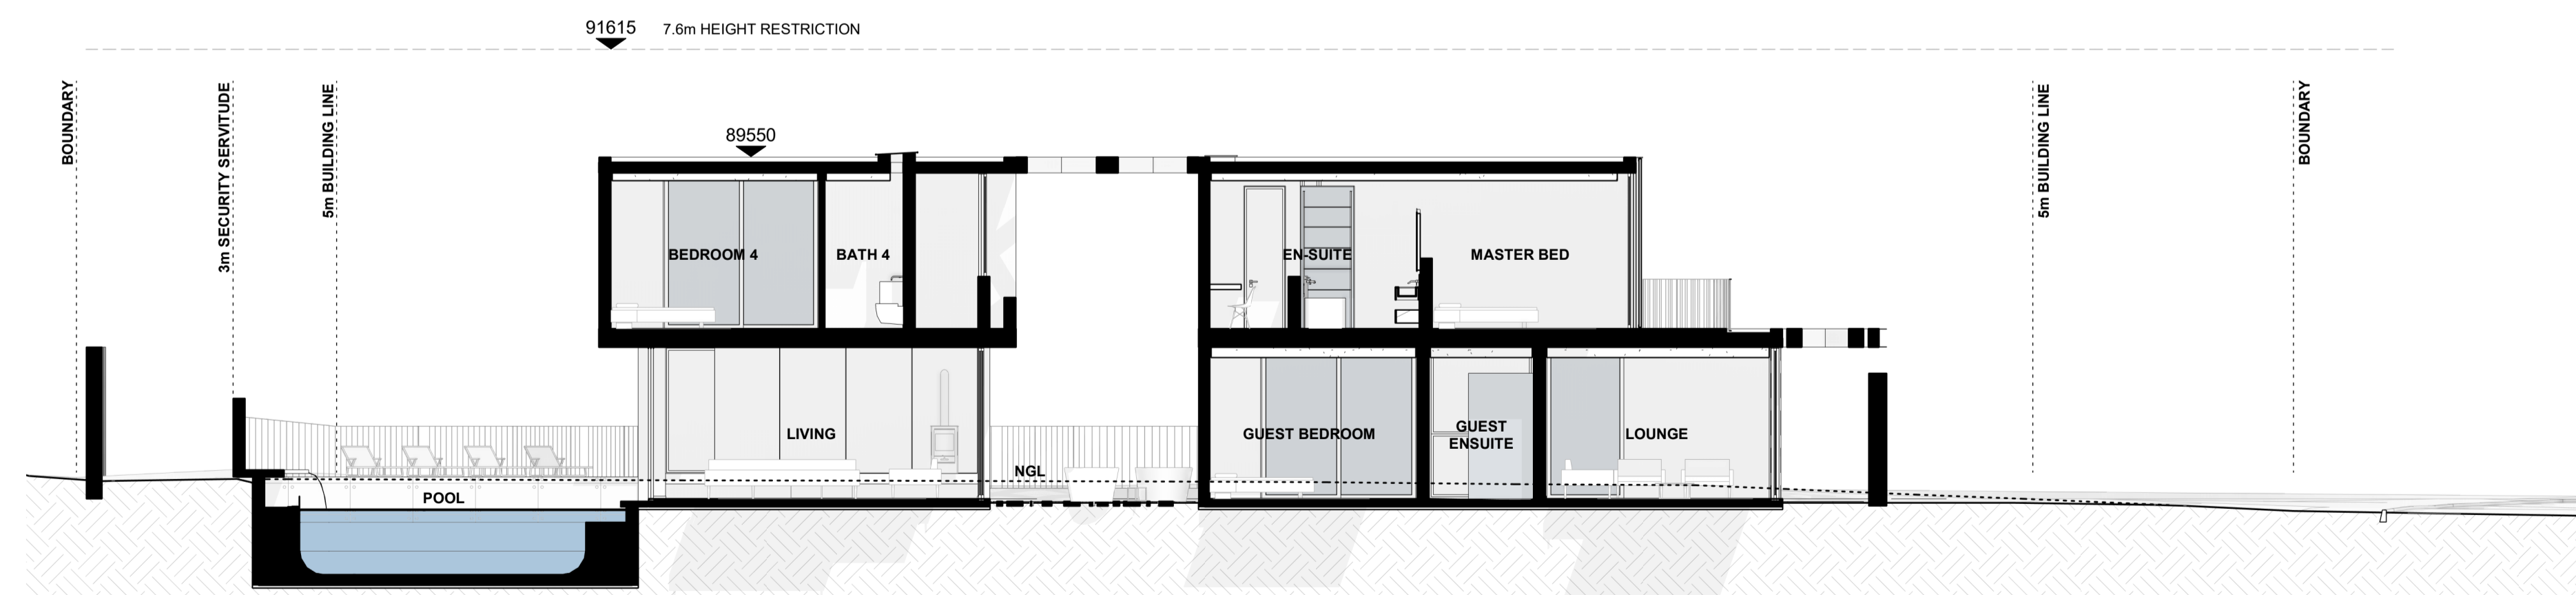 91615 7.6m HEIGHT RESTRICTION
BOUNDARY
3m SECURITY SERVITUDE
5m BUILDING LINE
89550
5m BUILDING LINE
BOUNDARY
BEDROOM 4
BATH 4
EN-SUITE
MASTER BED
LIVING
GUEST BEDROOM
GUEST
ENSUITE
LOUNGE
NGL
POOL